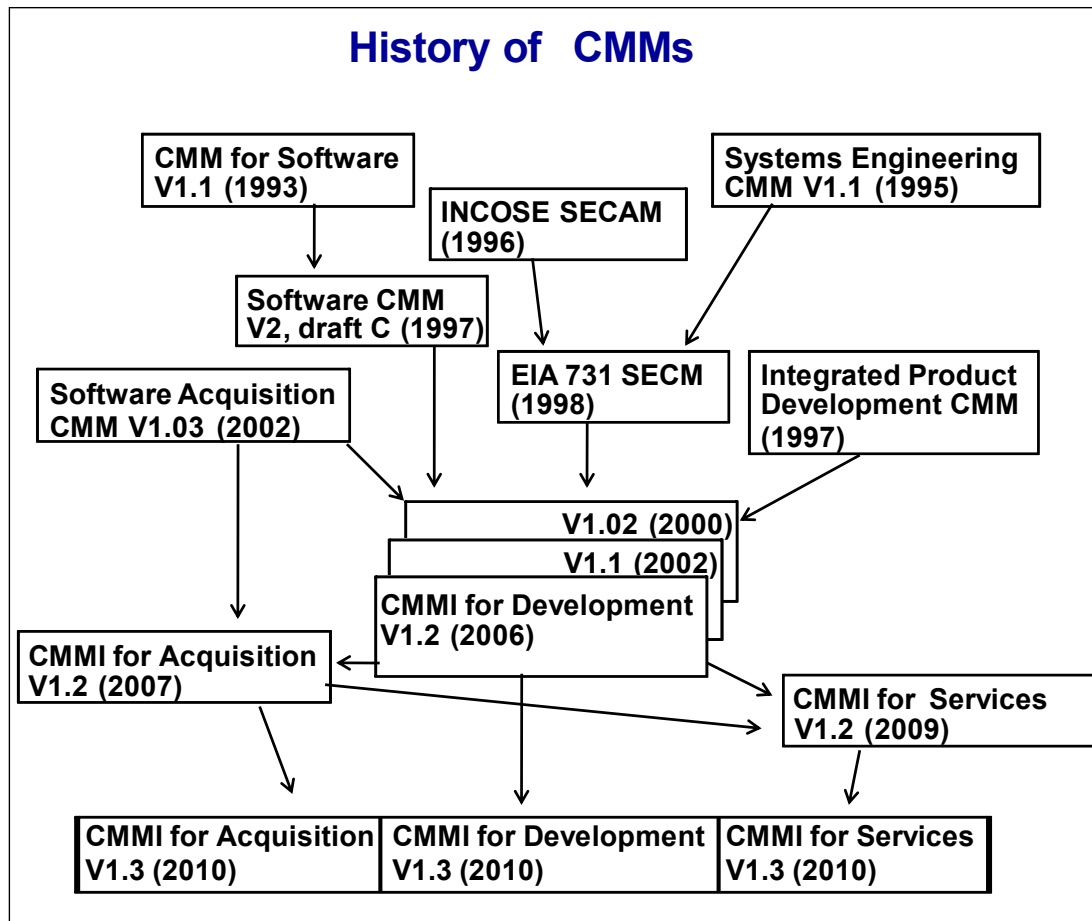 History of CMMs
CMM for Software
V1.1 (1993)
Systems Engineering
CMM V1.1 (1995)
INCOSE SECAM
(1996)
Software CMM
V2, draft C (1997)
EIA 731 SECM
(1998)
Integrated Product
Development CMM
(1997)
Software Acquisition
CMM V1.03 (2002)
V1.02 (2000)
V1.1 (2002)
CMMI for Development
V1.2 (2006)
CMMI for Acquisition
V1.2 (2007)
CMMI for Services
V1.2 (2009)
CMMI for Acquisition
V1.3 (2010)
CMMI for Development
V1.3 (2010)
CMMI for Services
V1.3 (2010)